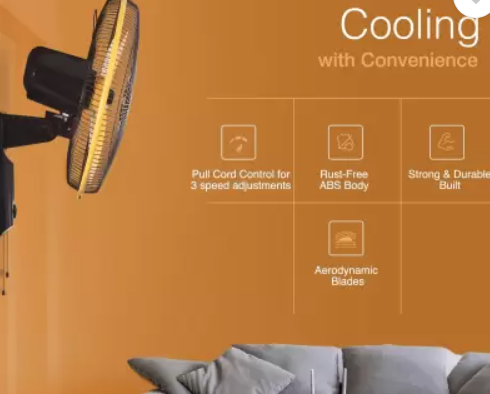 Cooling
with Convenience
Pull Cord Control for
3 speed adjustments
Rust-Free
ABS Body
Strong & Durable
Built
Aerodynamic
Blades